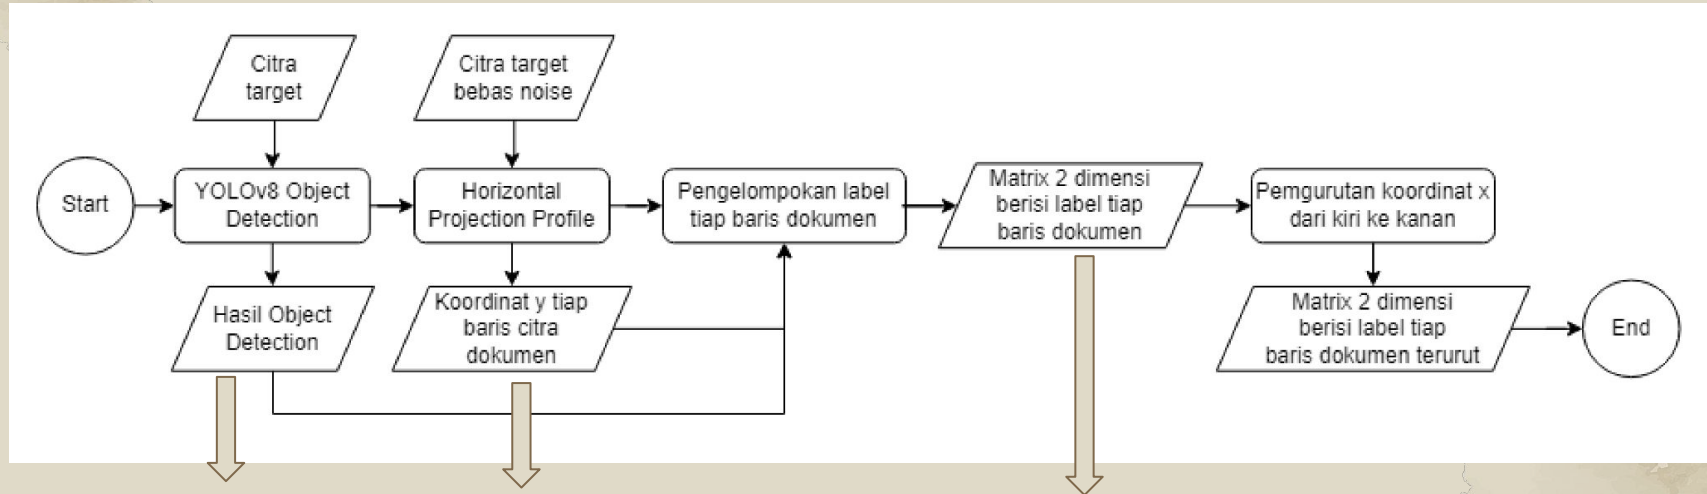 Start
Citra
target
YOLOv8 Object
Detection
Hasil Object
Detection
Citra target
bebas noise
Horizontal
Projection Profile
Koordinat y tiap
baris citra
dokumen
Pengelompokan label
tiap baris dokumen
Matrix 2 dimensi
berisi label tiap
baris dokumen
Pemgurutan koordinat x
dari kiri ke kanan
Matrix 2 dimensi
berisi label tiap
baris dokumen terurut
End